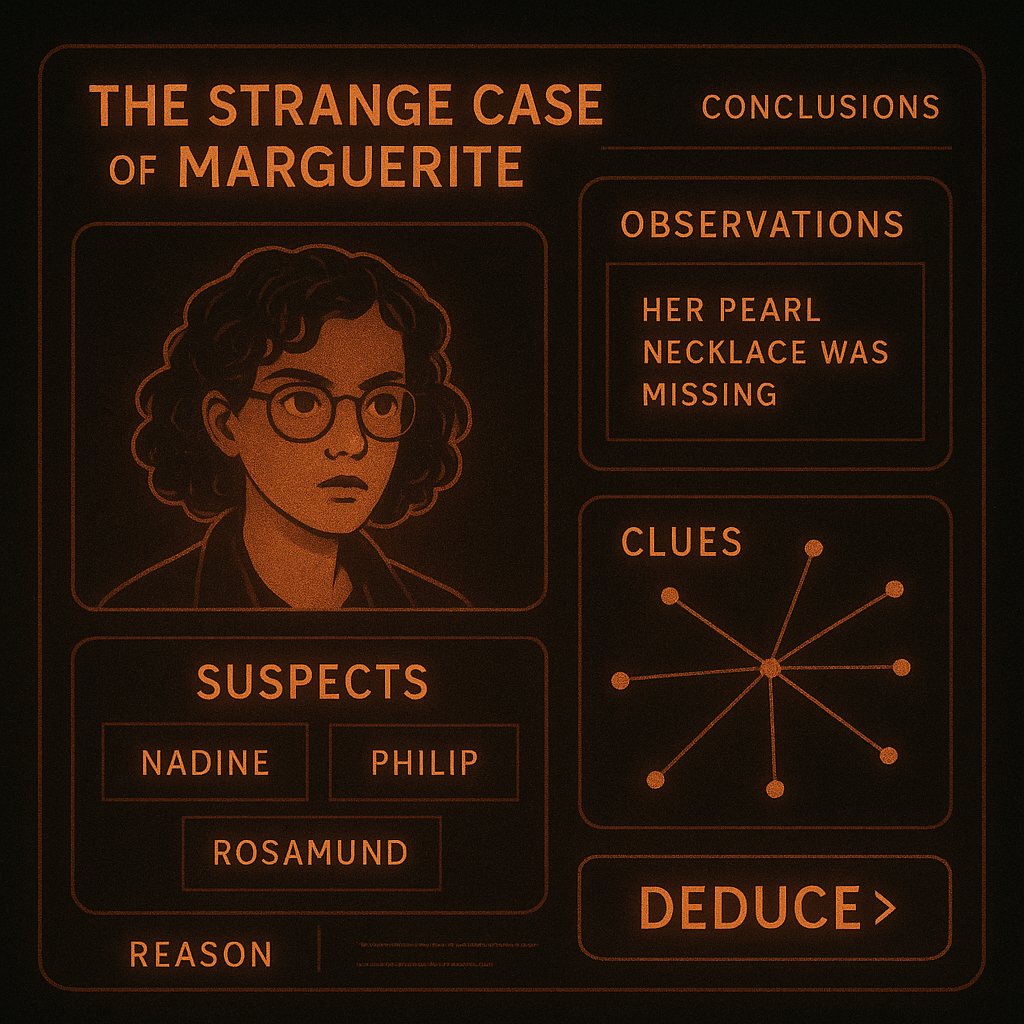 THE STRANGE CASE
OF MARGUERITE
CONCLUSIONS
OBSERVATIONS
HER PEARL
NECKLACE WAS
MISSING
CLUES
SUSPECTS
NADINE
PHILIP
ROSAMUND
REASON
DEDUCE >